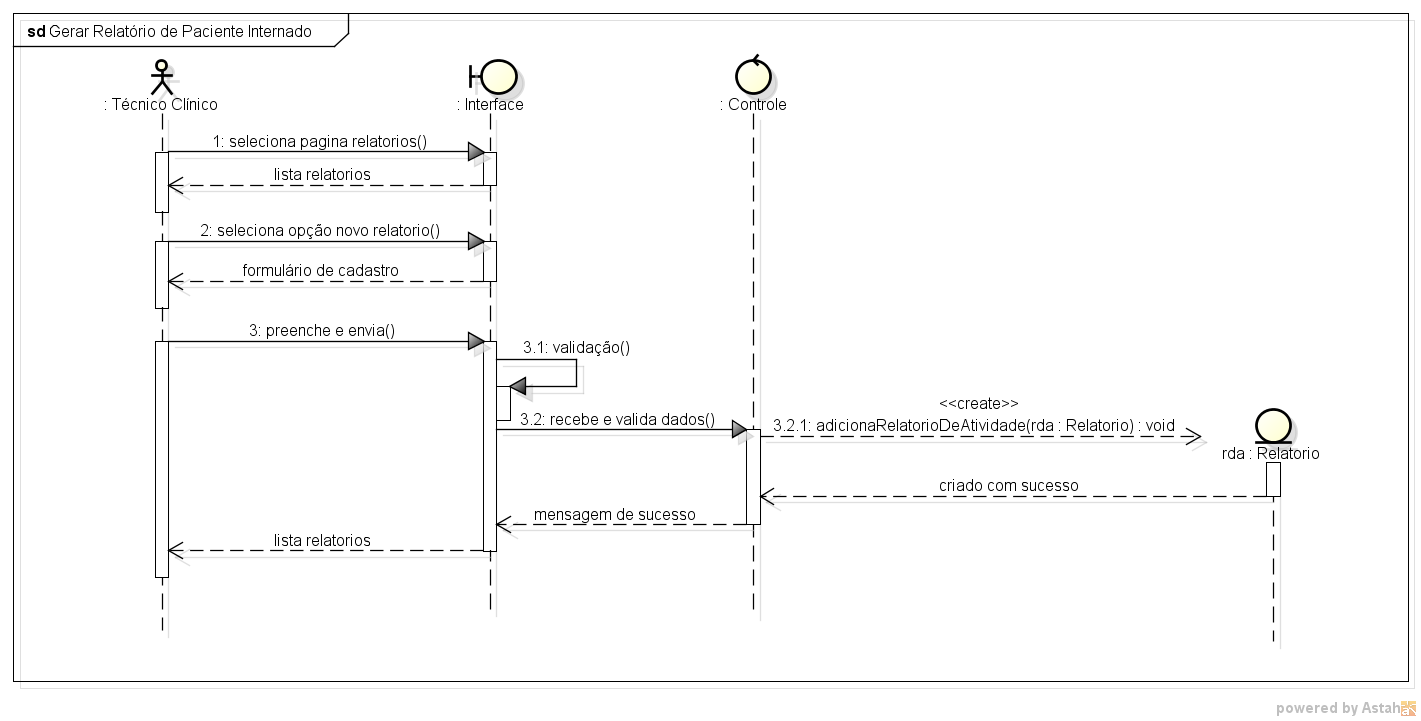 sd Gerar Relatório de Paciente Internado
: Técnico Clínico
: Interface
: Controle
1: seleciona pagina relatorios()
lista relatorios
2: seleciona opção novo relatorio()
formulário de cadastro
3: preenche e envia()
3.1: validação()
3.2: recebe e valida dados()
<<create>>
3.2.1: adicionaRelatorioDeAtividade(rda : Relatorio) : void
rda : Relatorio
criado com sucesso
mensagem de sucesso
lista relatorios
powered by Astah